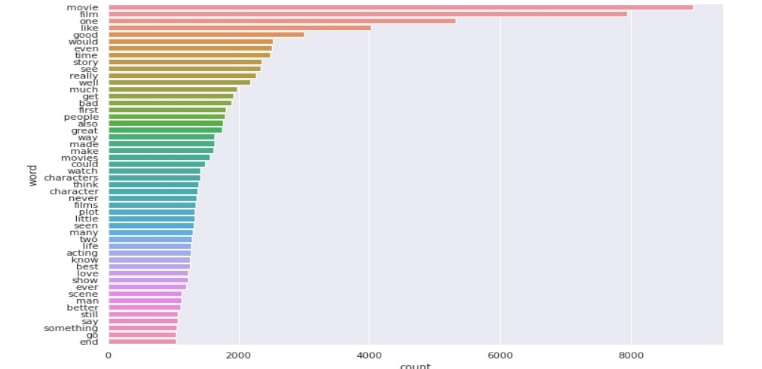 movie
film
one
like
good
would
even
time
story
see
really
well
much
get
bad
first
people
also
great
way
made
make
movies
could
watch
characters
think
character
never
films
plot
little
seen
many
two
life
acting
know
best
love
show
ever
scene
man
better
still
say
something
go
end
word
0 2000 4000 6000 8000
count